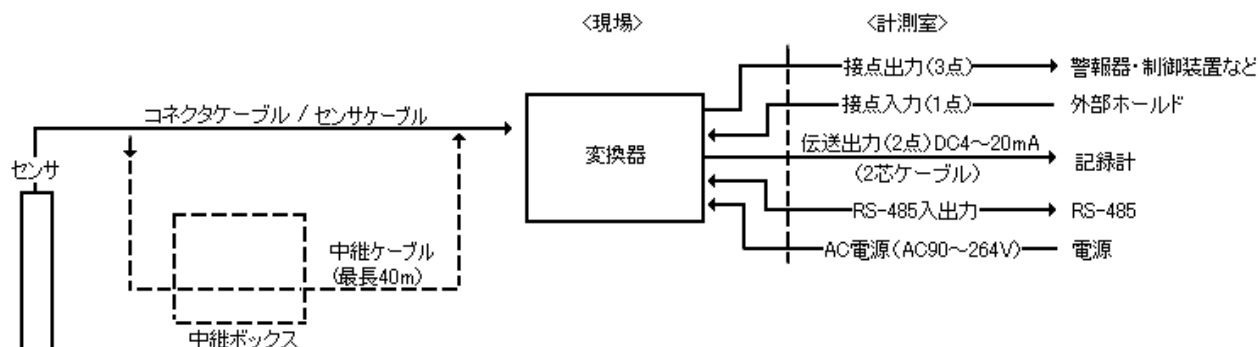 〈現場〉
〈計測室〉
接点出力(3点)
警報器・制御装置など
コネクタケーブル / センサケーブル
接点入力(1点)
外部ホールド
変換器
伝送出力(2点)DC4～20mA
(2芯ケーブル)
記録計
センサ
RS-485入出力
RS-485
中継ケーブル
(最長40m)
AC電源(AC90～264V)
電源
中継ボックス